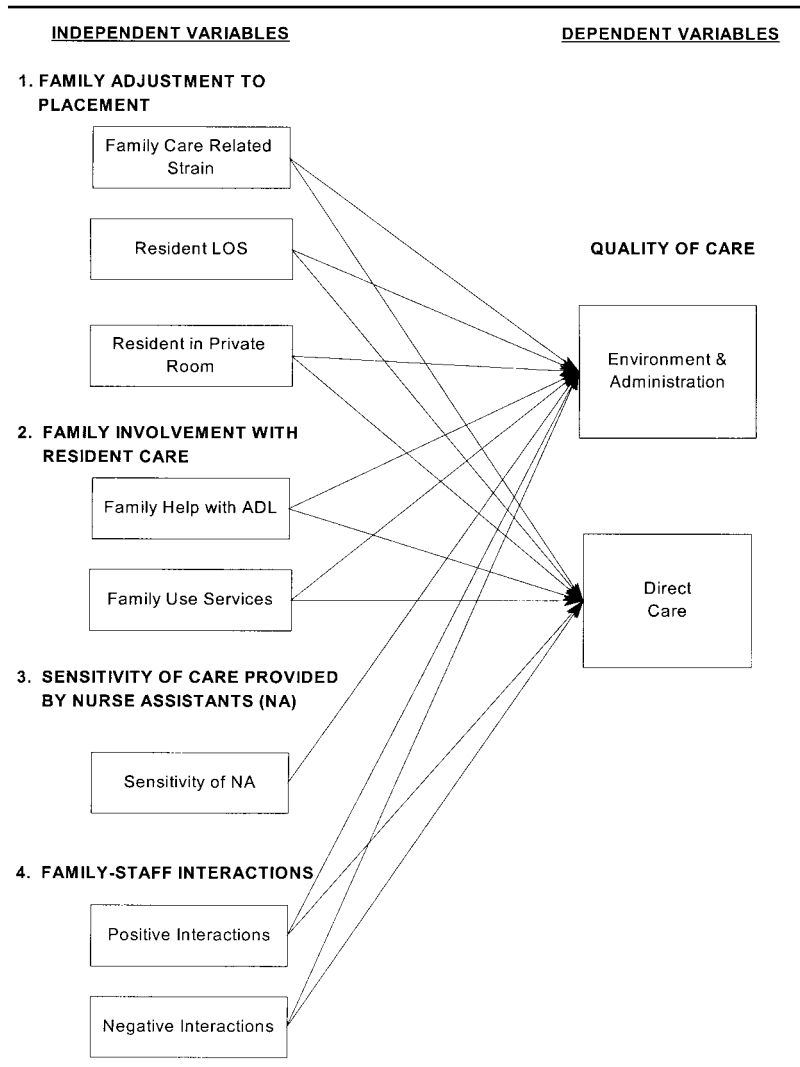 INDEPENDENT VARIABLES
DEPENDENT VARIABLES
1. FAMILY ADJUSTMENT TO
PLACEMENT
Family Care Related
Strain
Resident LOS
QUALITY OF CARE
Resident in Private
Room
Environment &
Administration
2. FAMILY INVOLVEMENT WITH
RESIDENT CARE
Family Help with ADL
Family Use Services
Direct
Care
3. SENSITIVITY OF CARE PROVIDED
BY NURSE ASSISTANTS (NA)
Sensitivity of NA
4. FAMILY-STAFF INTERACTIONS
Positive Interactions
Negative Interactions